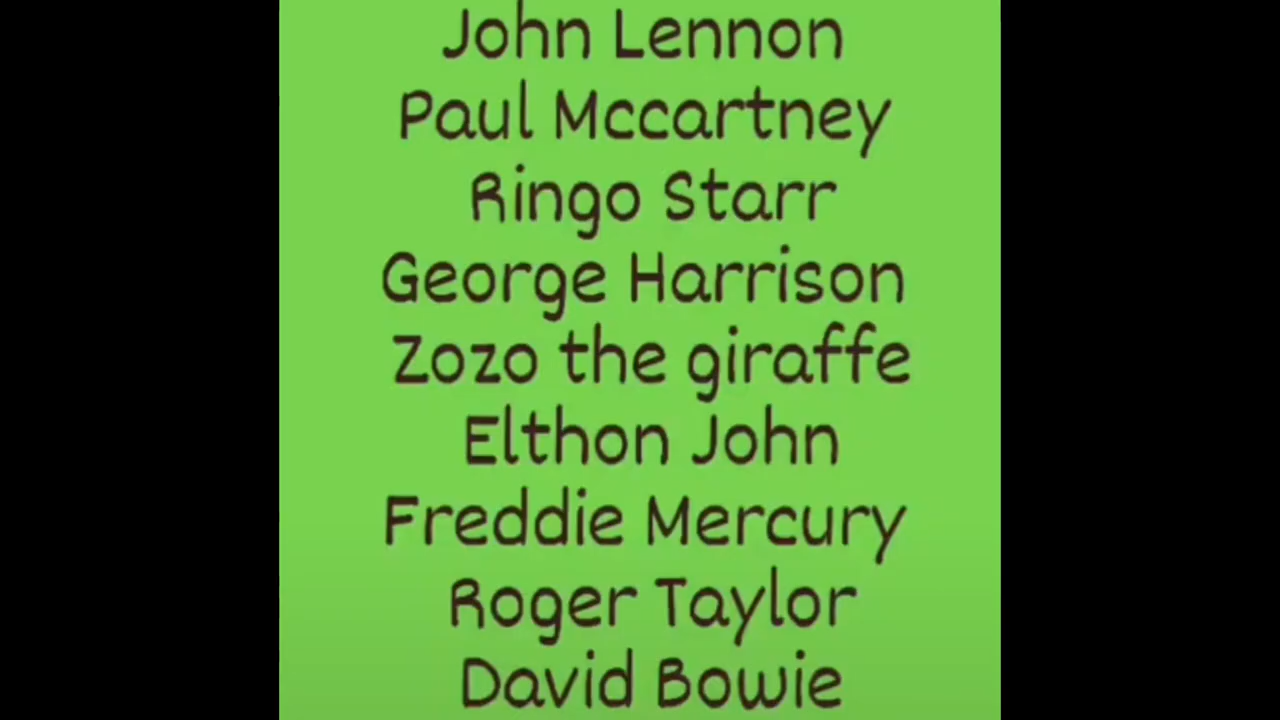 John Lennon
Paul Mccartney
Ringo Starr
George Harrison
Zozo the giraffe
Elthon John
Freddie Mercury
Roger Taylor
David Bowie